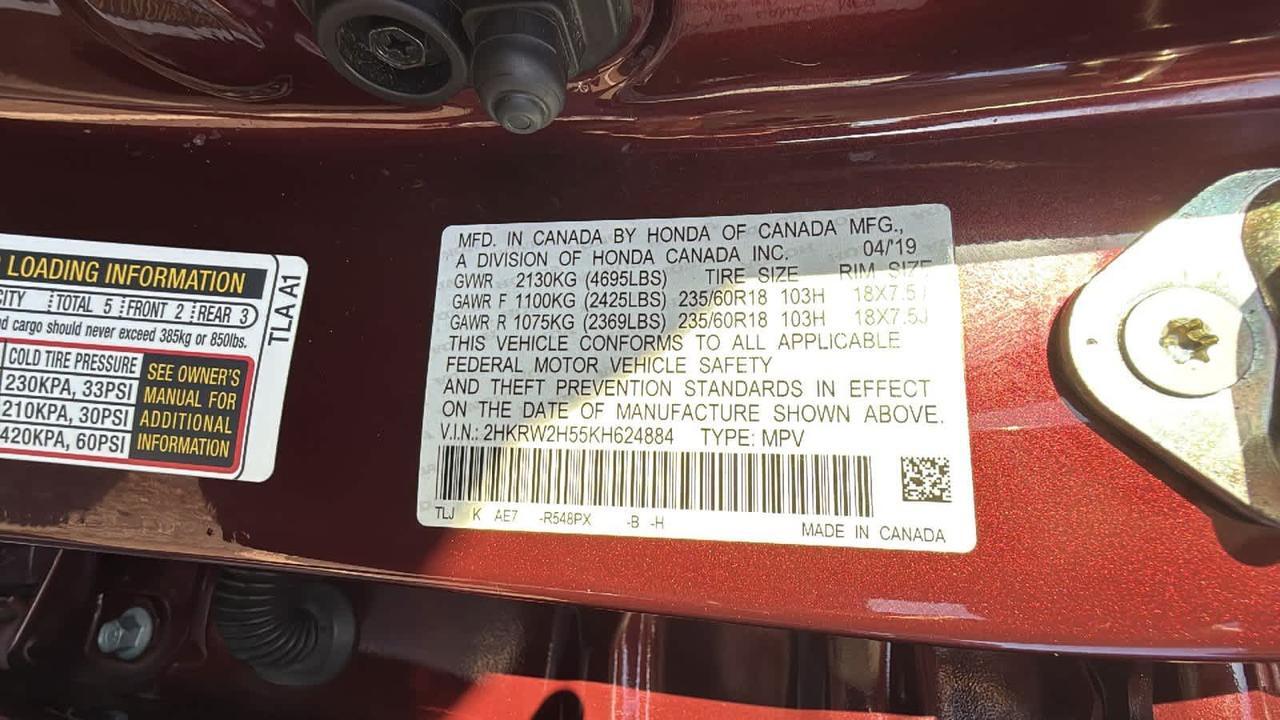 LOADING INFORMATION
CITY TOTAL 5 FRONT 2 REAR 3
cargo should never exceed 385kg or 850lbs.
COLD TIRE PRESSURE
230KPA, 33PSI
210KPA, 30PSI
420KPA, 60PSI
SEE OWNER'S
MANUAL FOR
ADDITIONAL
INFORMATION
TLA A1
MFD. IN CANADA BY HONDA OF CANADA MFG.,
A DIVISION OF HONDA CANADA INC. 04/'19
GWVR 2130KG (4695LBS) TIRE SIZE RIM SIZE
GAWR F 1100KG (2425LBS) 235/60R18 103H 18X7.5J
GAWR R 1075KG (2369LBS) 235/60R18 103H 18X7.5J
THIS VEHICLE CONFORMS TO ALL APPLICABLE
FEDERAL MOTOR VEHICLE SAFETY
AND THEFT PREVENTION STANDARDS IN EFFECT
ON THE DATE OF MANUFACTURE SHOWN ABOVE.
V.I.N.: 2HKRW2H55KH624884 TYPE: MPV
TLJ K AE7 -R548PX -B -H
MADE IN CANADA